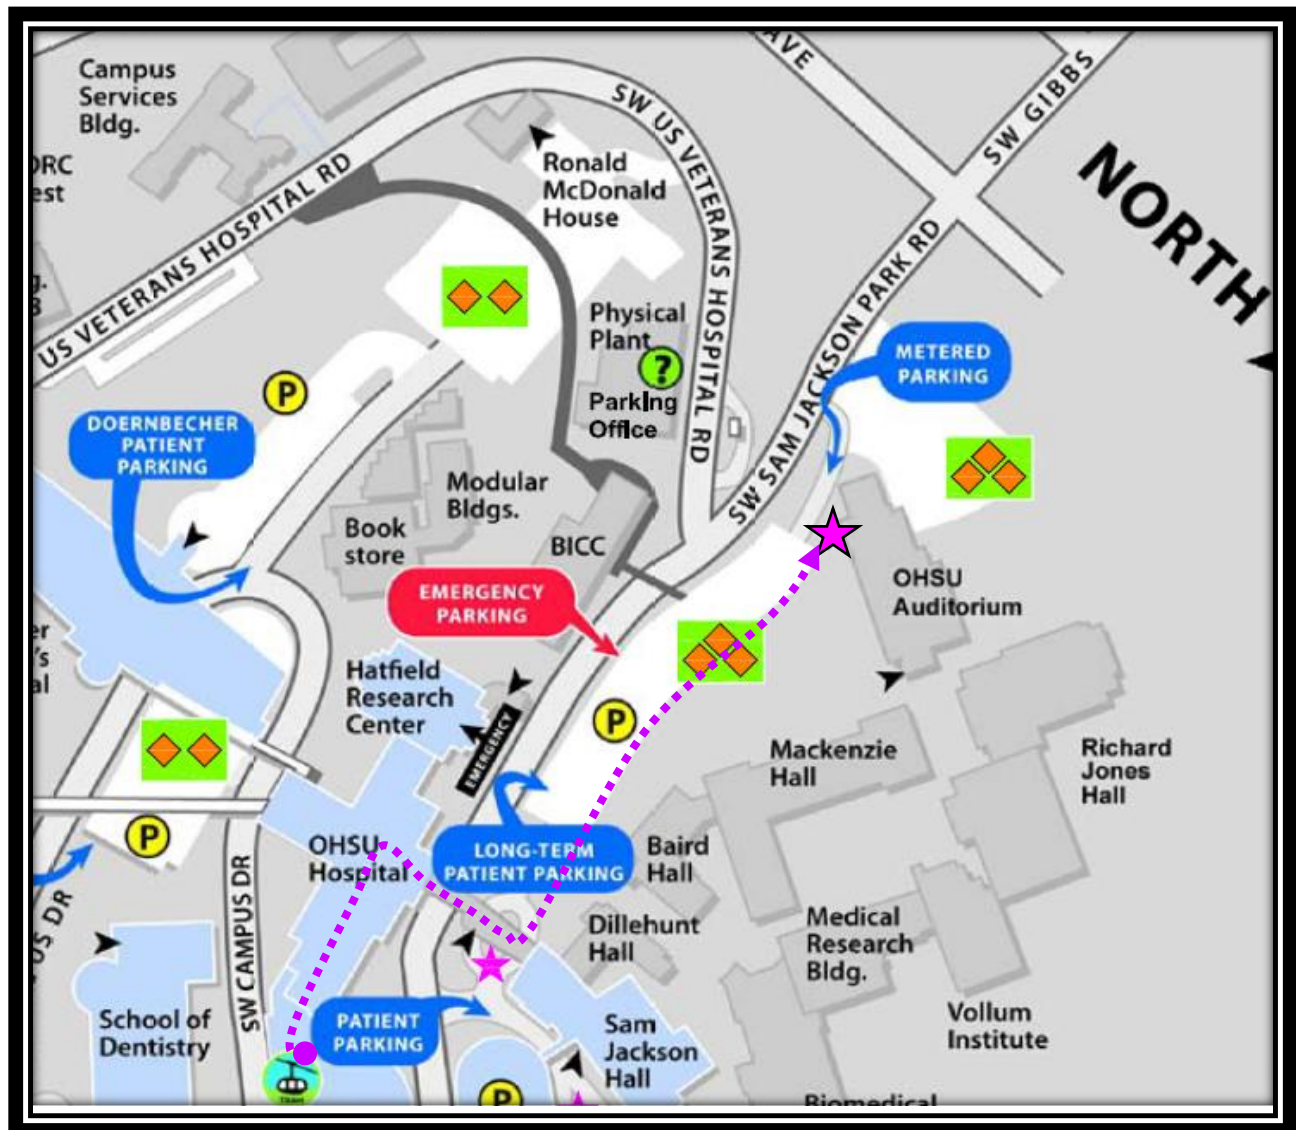 Campus
Services
Bldg.
AVE
SW GIBBS
SW US VETERANS HOSPITAL RD
NORTH
Ronald
McDonald
House
US VETERANS HOSPITAL RD
SW SAM JACKSON PARK RD
Physical
Plant
?
Parking
Office
METERED
PARKING
P
DOERNBECHER
PATIENT
PARKING
Modular
Bldgs.
Book
store
BICC
EMERGENCY
PARKING
OHSU
Auditorium
Hatfield
Research
Center
EMERGENCY
P
Mackenzie
Hall
Richard
Jones
Hall
P
OHSU
Hospital
LONG-TERM
PATIENT PARKING
Baird
Hall
SW CAMPUS DR
US DR
Dillehunt
Hall
Medical
Research
Bldg.
School of
Dentistry
PATIENT
PARKING
Sam
Jackson
Hall
Vollum
Institute
TRAM
P
Biomedical